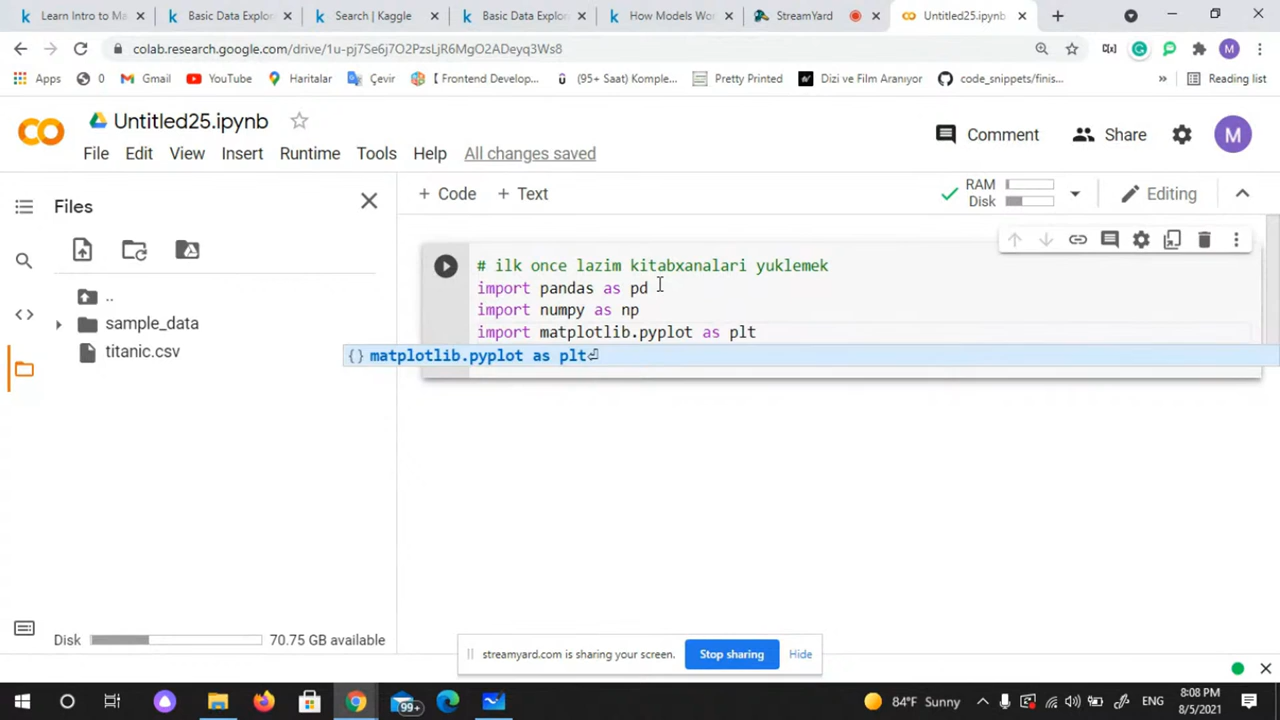 Learn Intro to Ma
Basic Data Explo
Search | Kaggle
Basic Data Explo
How Models Wo
StreamYard
Untitled25.ipynb
colab.research.google.com/drive/1u-pj7Se6j7O2PzsLjR6MgO2ADeyq3Ws8
M
Apps
0
Gmail
YouTube
Haritalar
Çevir
[ Frontend Develop...
(95+ Saat) Komple...
Pretty Printed
Dizi ve Film Aranıyor
code_snippets/finis...
»
Reading list
Untitled25.ipynb
Comment
Share
M
File Edit View Insert Runtime Tools Help All changes saved
Files
+ Code + Text
RAM
Disk
Editing
..
sample_data
titanic.csv
# ilk once lazim kitabxanalari yuklemek
import pandas as pd
import numpy as np
import matplotlib.pyplot as plt
{} matplotlib.pyplot as plt⏎
Disk 70.75 GB available
streamyard.com is sharing your screen. Stop sharing Hide
99+
84°F Sunny
ENG
8:08 PM
8/5/2021